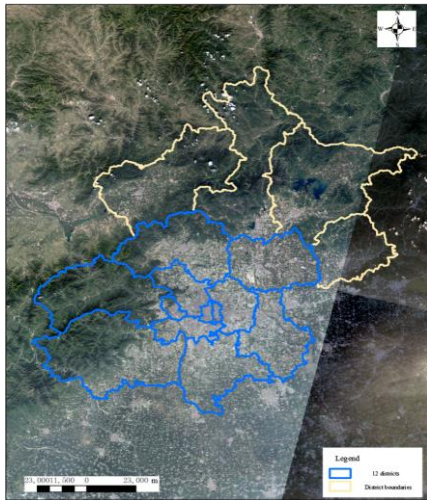 N
W
E
S
23,000 11,500 0 23,000 m
Legend
12 districts
District boundaries